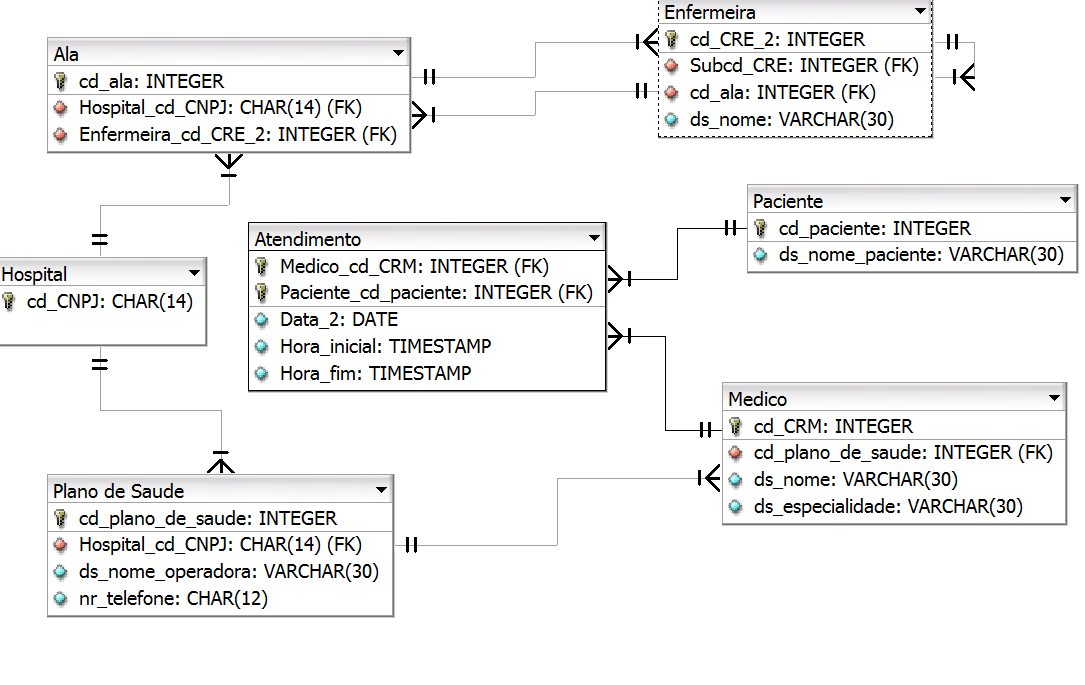 Enfermeira
cd_CRE_2: INTEGER
Subcd_CRE: INTEGER (FK)
cd_ala: INTEGER (FK)
ds_nome: VARCHAR(30)
Ala
cd_ala: INTEGER
Hospital_cd_CNPJ: CHAR(14) (FK)
Enfermeira_cd_CRE_2: INTEGER (FK)
Paciente
cd_paciente: INTEGER
ds_nome_paciente: VARCHAR(30)
Atendimento
Medico_cd_CRM: INTEGER (FK)
Paciente_cd_paciente: INTEGER (FK)
Data_2: DATE
Hora_inicial: TIMESTAMP
Hora_fim: TIMESTAMP
Hospital
cd_CNPJ: CHAR(14)
Medico
cd_CRM: INTEGER
cd_plano_de_saude: INTEGER (FK)
ds_nome: VARCHAR(30)
ds_especialidade: VARCHAR(30)
Plano de Saude
cd_plano_de_saude: INTEGER
Hospital_cd_CNPJ: CHAR(14) (FK)
ds_nome_operadora: VARCHAR(30)
nr_telefone: CHAR(12)